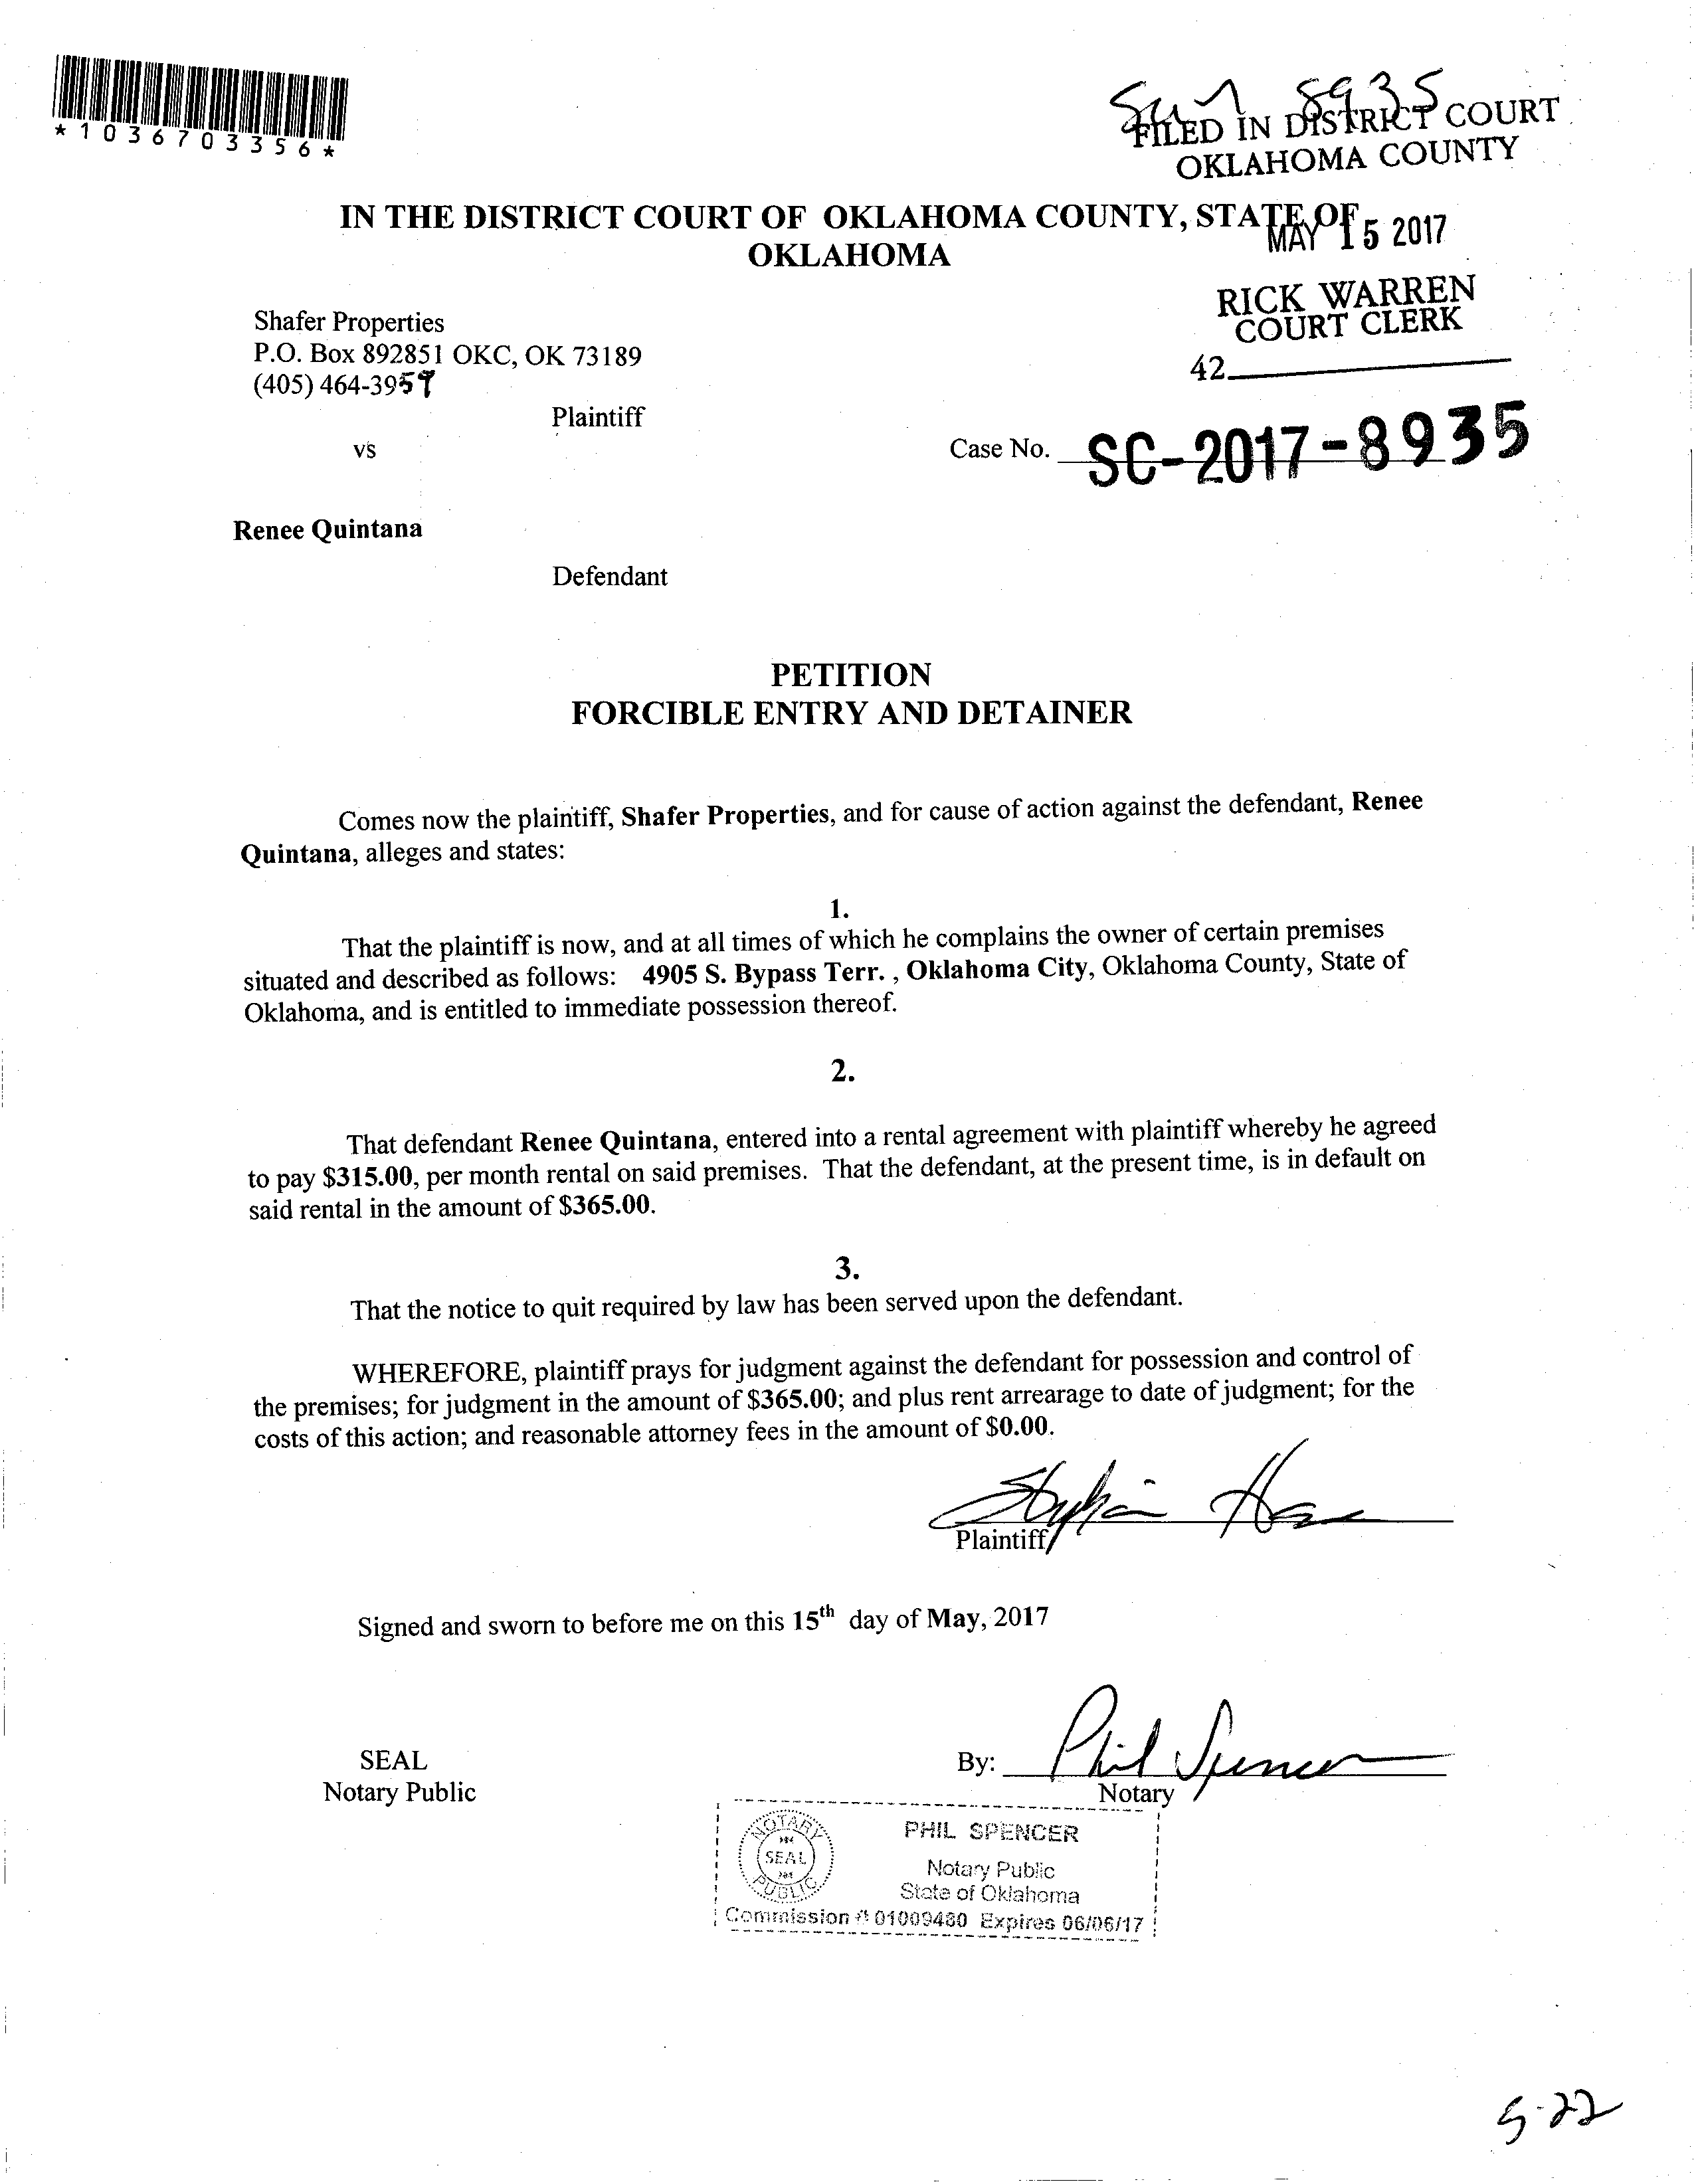 *1036703356*
8935
FILED IN DISTRICT COURT
OKLAHOMA COUNTY
IN THE DISTRICT COURT OF OKLAHOMA COUNTY, STATE OF
OKLAHOMA
MAY 15 2017
RICK WARREN
COURT CLERK
42
Shafer Properties
P.O. Box 892851 OKC, OK 73189
(405) 464-3959
Plaintiff
vs
Case No. SC-2017-8935
Renee Quintana
Defendant
PETITION
FORCIBLE ENTRY AND DETAINER
Comes now the plaintiff, Shafer Properties, and for cause of action against the defendant, Renee
Quintana, alleges and states:
1.
That the plaintiff is now, and at all times of which he complains the owner of certain premises
situated and described as follows: 4905 S. Bypass Terr. , Oklahoma City, Oklahoma County, State of
Oklahoma, and is entitled to immediate possession thereof.
2.
That defendant Renee Quintana, entered into a rental agreement with plaintiff whereby he agreed
to pay $315.00, per month rental on said premises. That the defendant, at the present time, is in default on
said rental in the amount of $365.00.
3.
That the notice to quit required by law has been served upon the defendant.
WHEREFORE, plaintiff prays for judgment against the defendant for possession and control of
the premises; for judgment in the amount of $365.00; and plus rent arrearage to date of judgment; for the
costs of this action; and reasonable attorney fees in the amount of $0.00.
Plaintiff
Signed and sworn to before me on this 15th day of May, 2017
SEAL
Notary Public
By: Phil Spencer
Notary
NOTARY
SEAL
PUBLIC
PHIL SPENCER
Notary Public
State of Oklahoma
Commission # 01009480 Expires 06/06/17
5-22